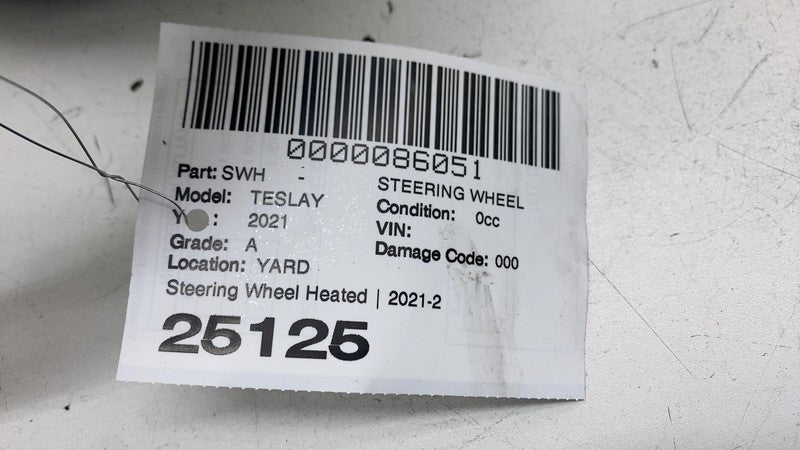 0000086051
Part: SWH - STEERING WHEEL
Model: TESLAY Condition: 0cc
Y : 2021 VIN:
Grade: A Damage Code: 000
Location: YARD
Steering Wheel Heated | 2021-2
25125